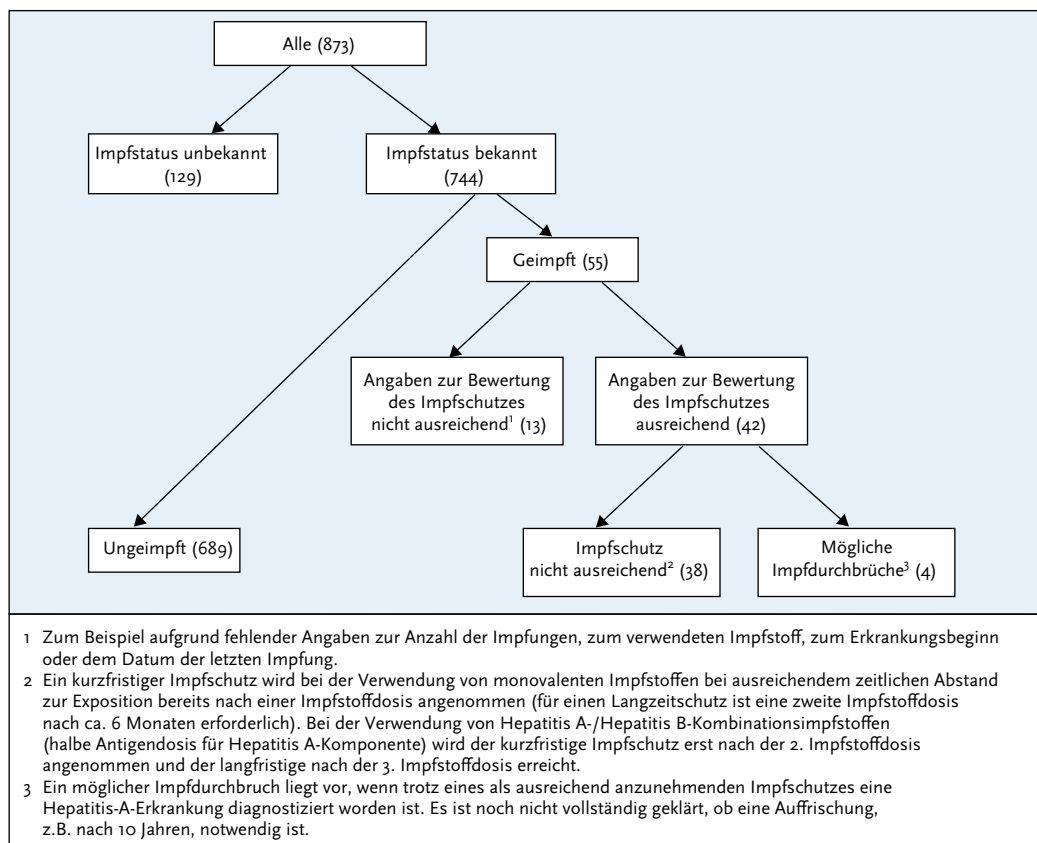 Alle (873)
Impfstatus unbekannt
(129)
Impfstatus bekannt
(744)
Geimpft (55)
Angaben zur Bewertung
des Impfschutzes
nicht ausreichend¹ (13)
Angaben zur Bewertung
des Impfschutzes
ausreichend (42)
Ungeimpft (689)
Impfschutz
nicht ausreichend² (38)
Mögliche
Impfdurchbrüche³ (4)
1 Zum Beispiel aufgrund fehlender Angaben zur Anzahl der Impfungen, zum verwendeten Impfstoff, zum Erkrankungsbeginn
oder dem Datum der letzten Impfung.
2 Ein kurzfristiger Impfschutz wird bei der Verwendung von monovalenten Impfstoffen bei ausreichendem zeitlichen Abstand
zur Exposition bereits nach einer Impfstoffdosis angenommen (für einen Langzeitschutz ist eine zweite Impfstoffdosis
nach ca. 6 Monaten erforderlich). Bei der Verwendung von Hepatitis A-/Hepatitis B-Kombinationsimpfstoffen
(halbe Antigendosis für Hepatitis A-Komponente) wird der kurzfristige Impfschutz erst nach der 2. Impfstoffdosis
angenommen und der langfristige nach der 3. Impfstoffdosis erreicht.
3 Ein möglicher Impfdurchbruch liegt vor, wenn trotz eines als ausreichend anzunehmenden Impfschutzes eine
Hepatitis-A-Erkrankung diagnostiziert worden ist. Es ist noch nicht vollständig geklärt, ob eine Auffrischung,
z.B. nach 10 Jahren, notwendig ist.